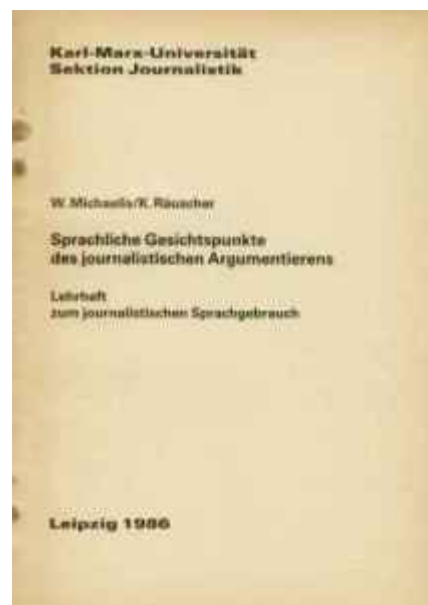 Karl-Marx-Universität
Sektion Journalistik
W. Michaelis/K. Räuscher
Sprachliche Gesichtspunkte
des journalistischen Argumentierens
Lehrheft
zum journalistischen Sprachgebrauch
Leipzig 1986